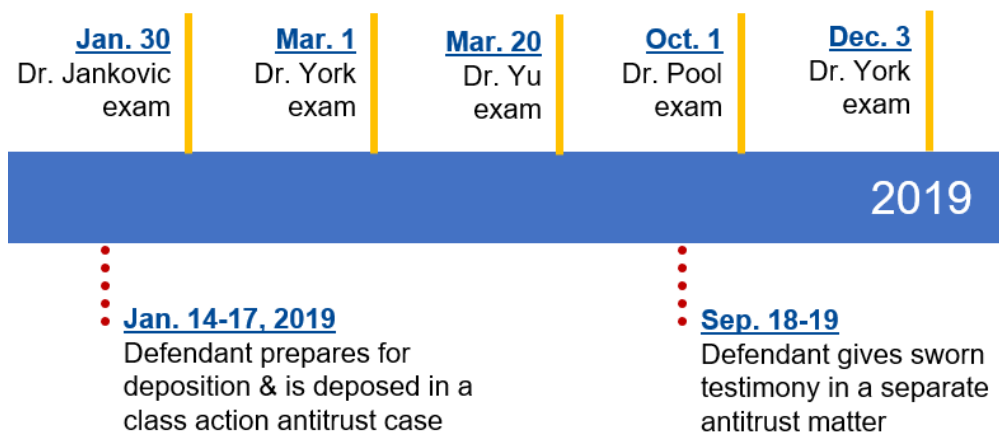 Jan. 30
Dr. Jankovic
exam
Mar. 1
Dr. York
exam
Mar. 20
Dr. Yu
exam
Oct. 1
Dr. Pool
exam
Dec. 3
Dr. York
exam
2019
Jan. 14-17, 2019
Defendant prepares for
deposition & is deposed in a
class action antitrust case
Sep. 18-19
Defendant gives sworn
testimony in a separate
antitrust matter